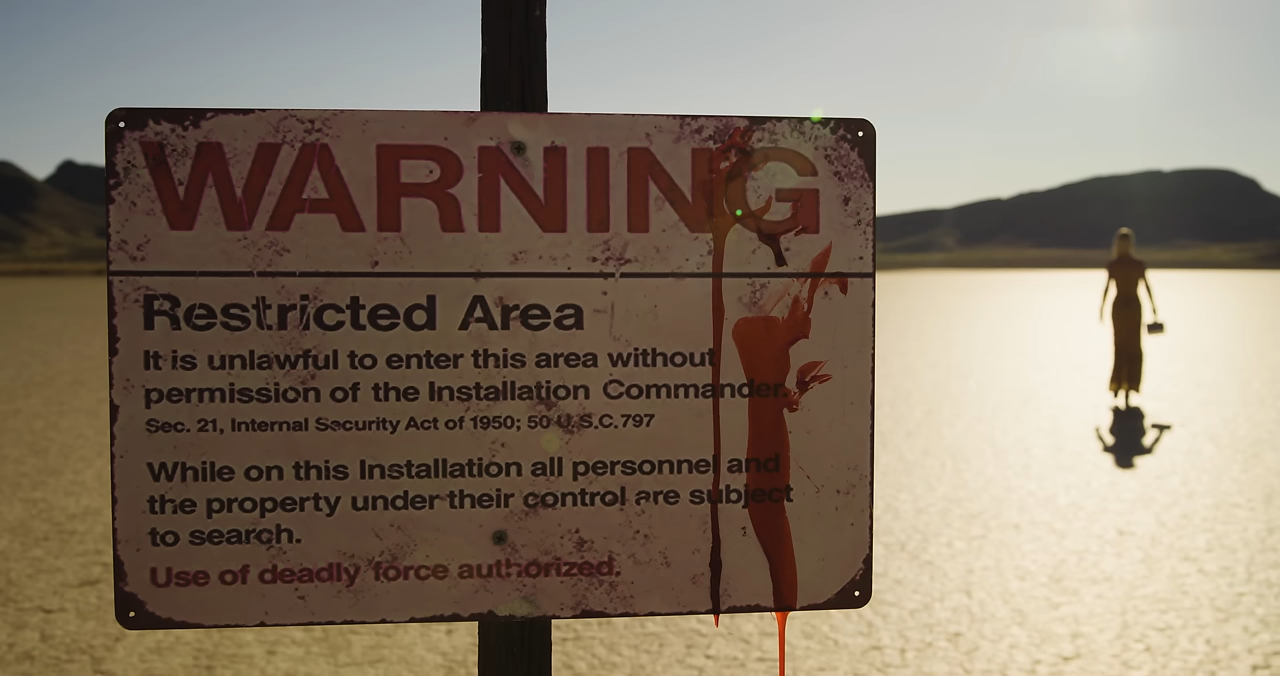 WARNING
Restricted Area
It is unlawful to enter this area without
permission of the Installation Commander.
Sec. 21, Internal Security Act of 1950; 50 U.S.C. 797
While on this Installation all personnel and
the property under their control are subject
to search.
Use of deadly force authorized.